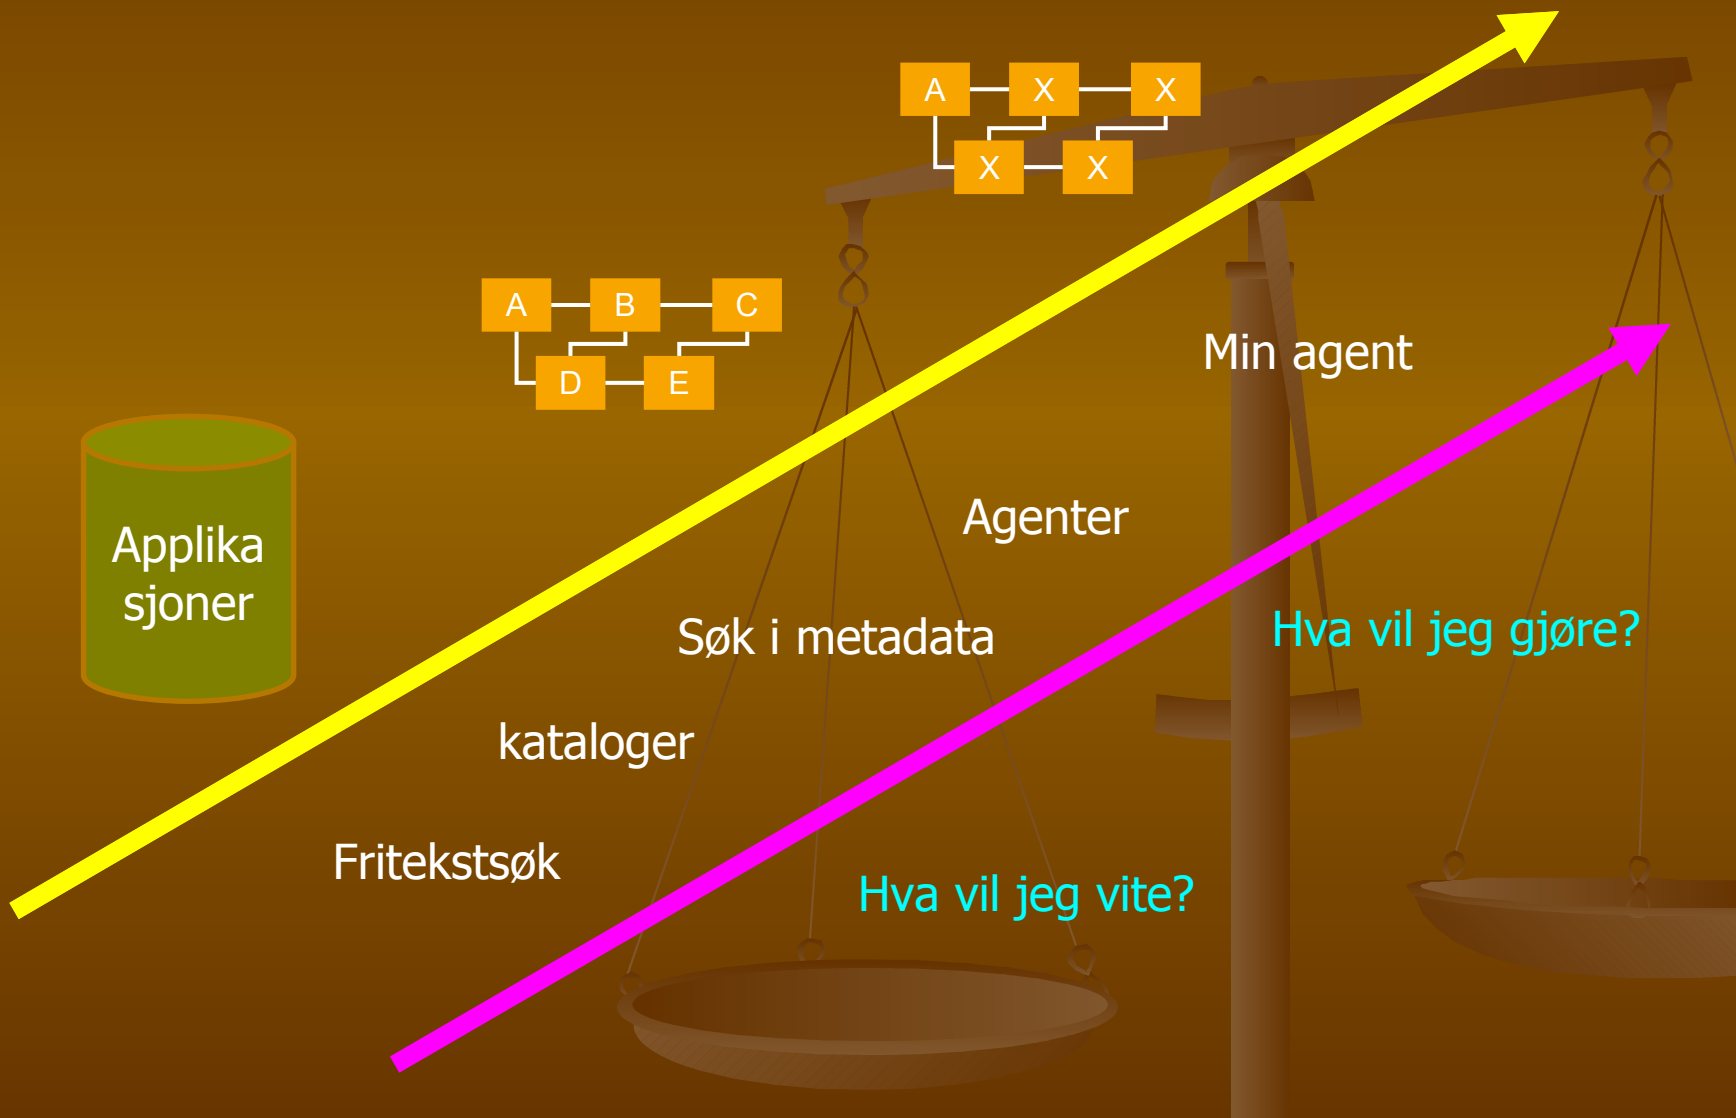 A X X
X X
A B C
D E
Min agent
Agenter
Applika
sjoner
Søk i metadata
Hva vil jeg gjøre?
kataloger
Fritekstsøk
Hva vil jeg vite?